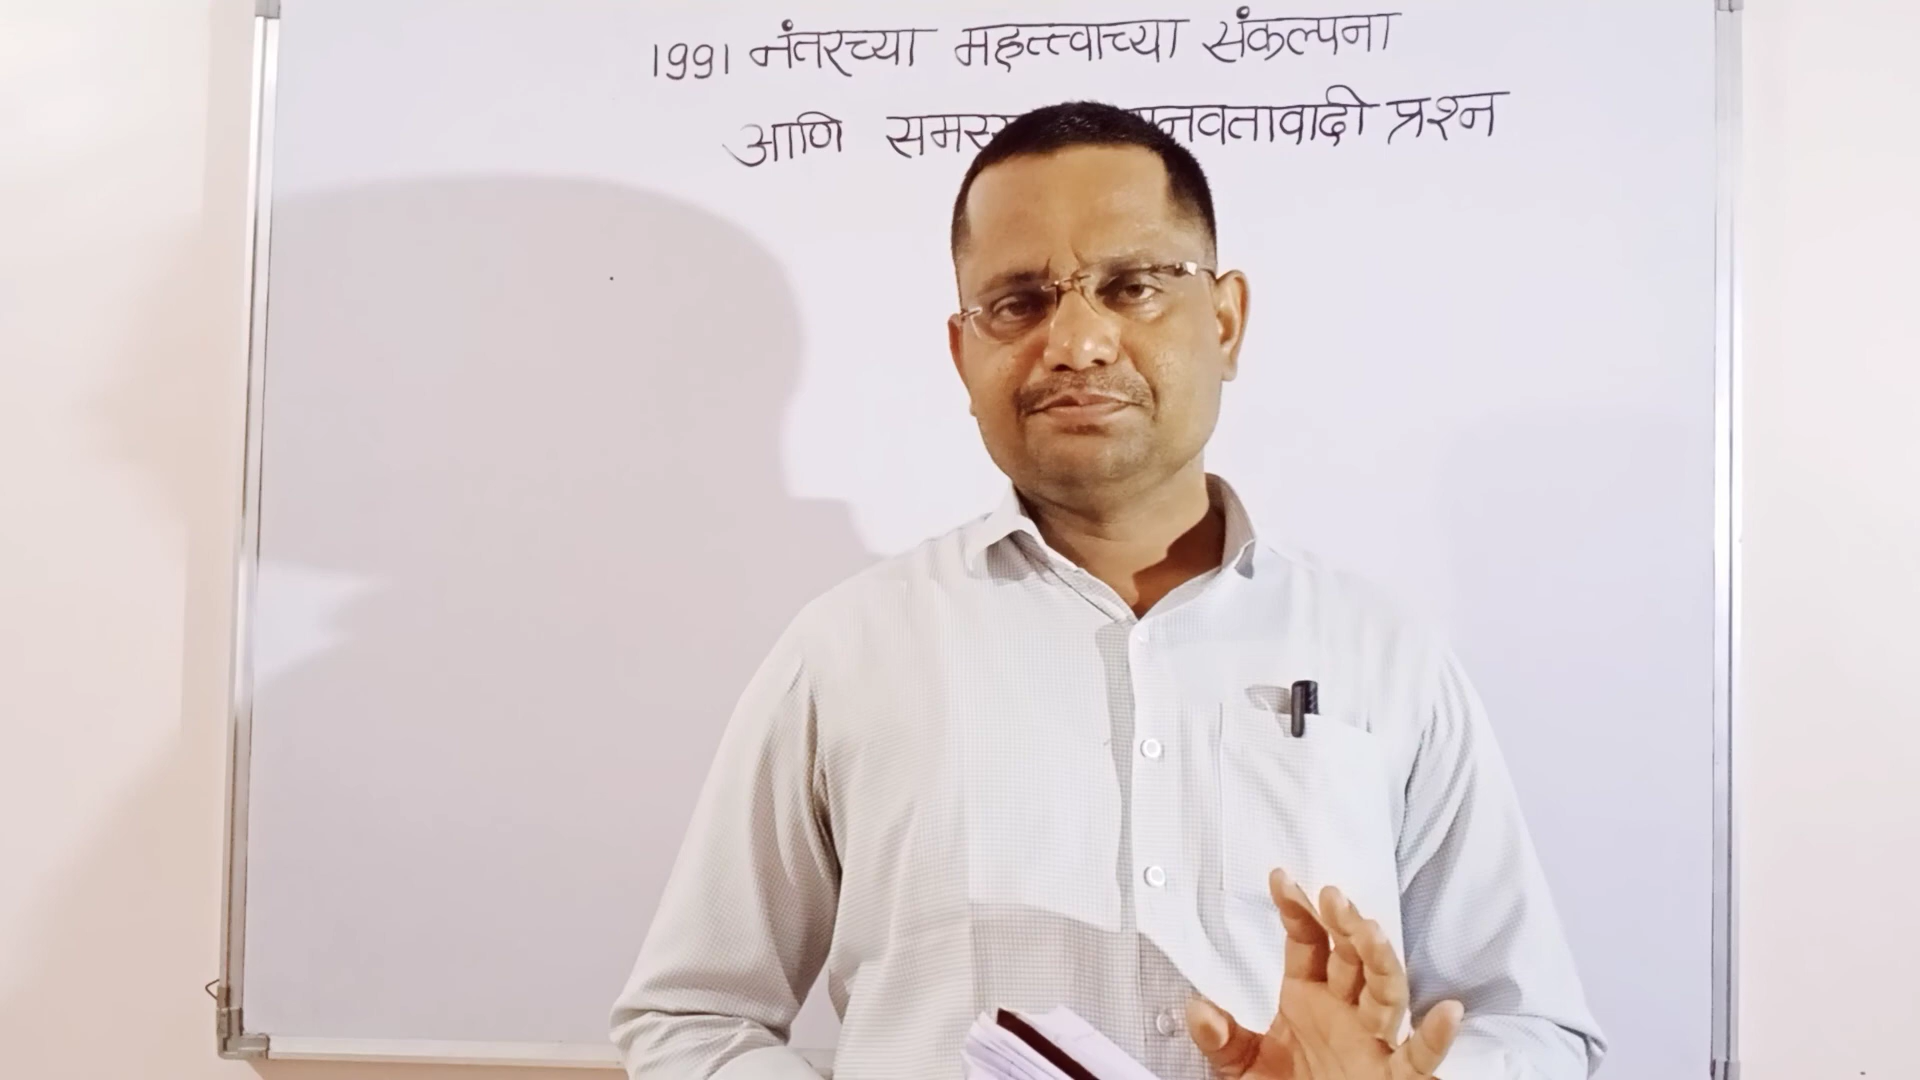 1991 नंतरच्या महत्त्वाच्या संकल्पना
आणि प्रश्न